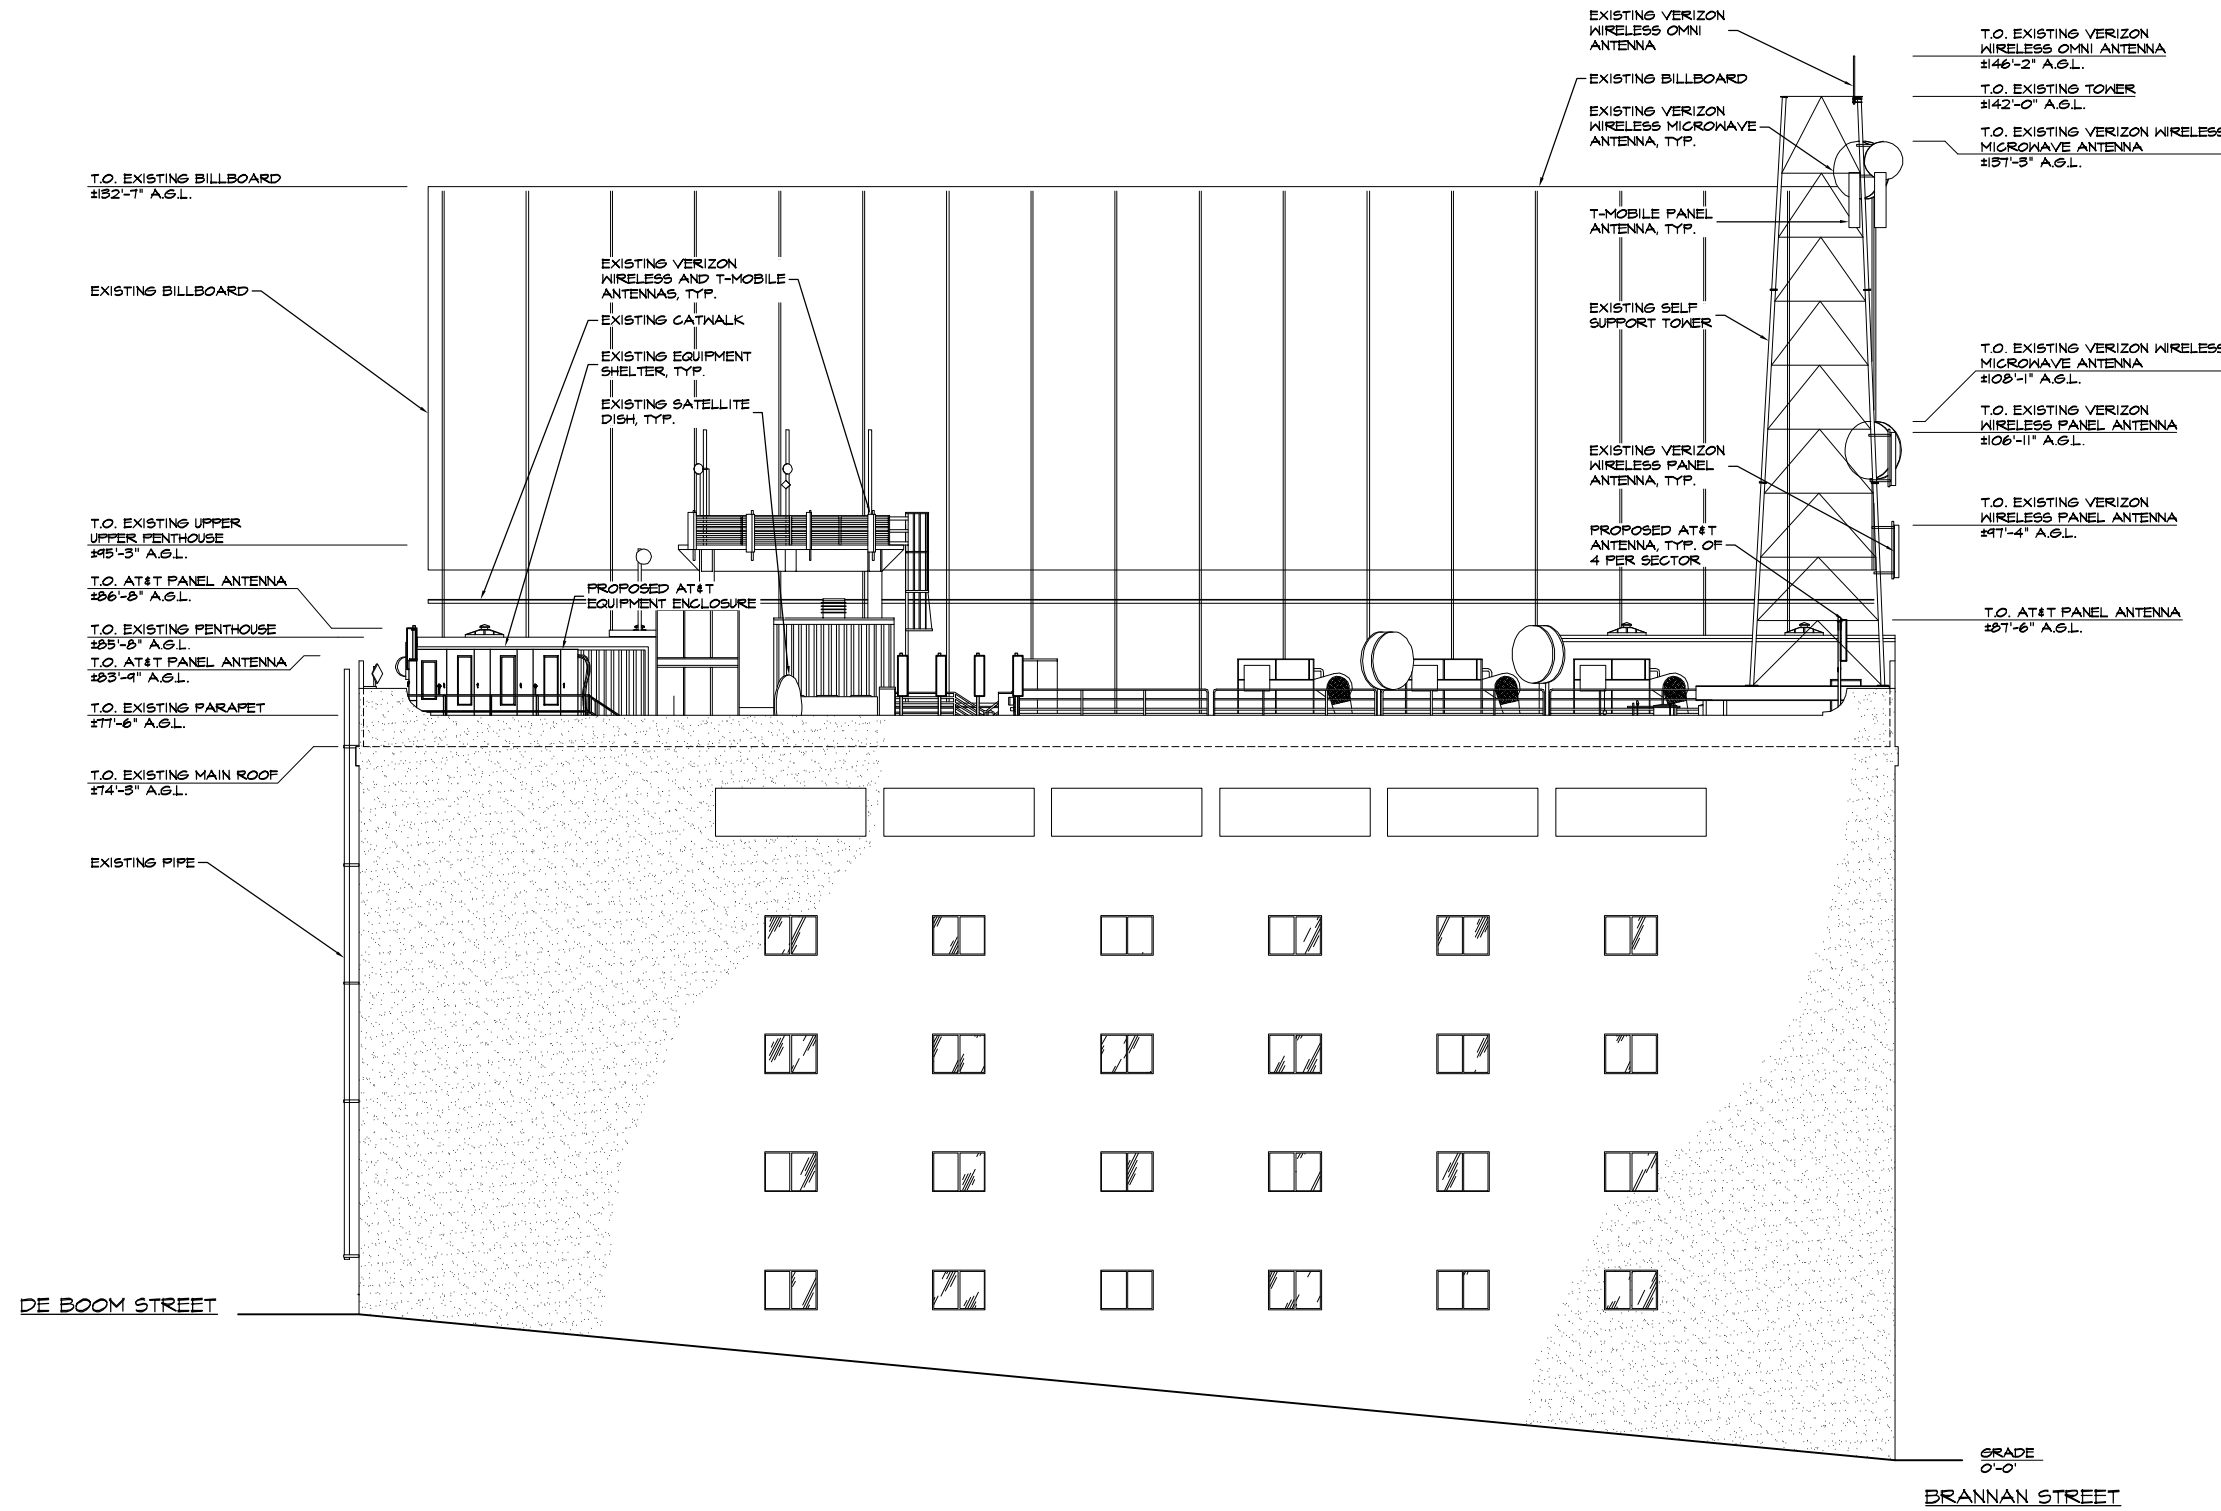 EXISTING VERIZON
WIRELESS OMNI
ANTENNA
EXISTING BILLBOARD
EXISTING VERIZON
WIRELESS MICROWAVE
ANTENNA, TYP.
T-MOBILE PANEL
ANTENNA, TYP.
EXISTING SELF
SUPPORT TOWER
EXISTING VERIZON
WIRELESS PANEL
ANTENNA, TYP.
PROPOSED AT&T
ANTENNA, TYP. OF
4 PER SECTOR
T.O. EXISTING VERIZON
WIRELESS OMNI ANTENNA
±146'-2" A.G.L.
T.O. EXISTING TOWER
±142'-0" A.G.L.
T.O. EXISTING VERIZON WIRELESS
MICROWAVE ANTENNA
±137'-3" A.G.L.
T.O. EXISTING VERIZON WIRELESS
MICROWAVE ANTENNA
±108'-1" A.G.L.
T.O. EXISTING VERIZON
WIRELESS PANEL ANTENNA
±106'-11" A.G.L.
T.O. EXISTING VERIZON
WIRELESS PANEL ANTENNA
±97'-4" A.G.L.
T.O. AT&T PANEL ANTENNA
±87'-6" A.G.L.
T.O. EXISTING BILLBOARD
±132'-7" A.G.L.
EXISTING BILLBOARD
T.O. EXISTING UPPER
UPPER PENTHOUSE
±95'-3" A.G.L.
T.O. AT&T PANEL ANTENNA
±86'-8" A.G.L.
T.O. EXISTING PENTHOUSE
±85'-8" A.G.L.
T.O. AT&T PANEL ANTENNA
±83'-9" A.G.L.
T.O. EXISTING PARAPET
±77'-6" A.G.L.
T.O. EXISTING MAIN ROOF
±74'-3" A.G.L.
EXISTING PIPE
EXISTING VERIZON
WIRELESS AND T-MOBILE
ANTENNAS, TYP.
EXISTING CATWALK
EXISTING EQUIPMENT
SHELTER, TYP.
EXISTING SATELLITE
DISH, TYP.
PROPOSED AT&T
EQUIPMENT ENCLOSURE
DE BOOM STREET
GRADE
0'-0'
BRANNAN STREET